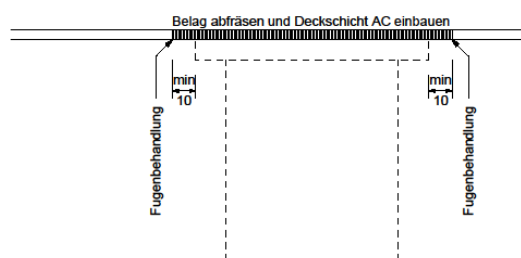 Belag abfräsen und Deckschicht AC einbauen
min
10
min
10
Fugenbehandlung
Fugenbehandlung